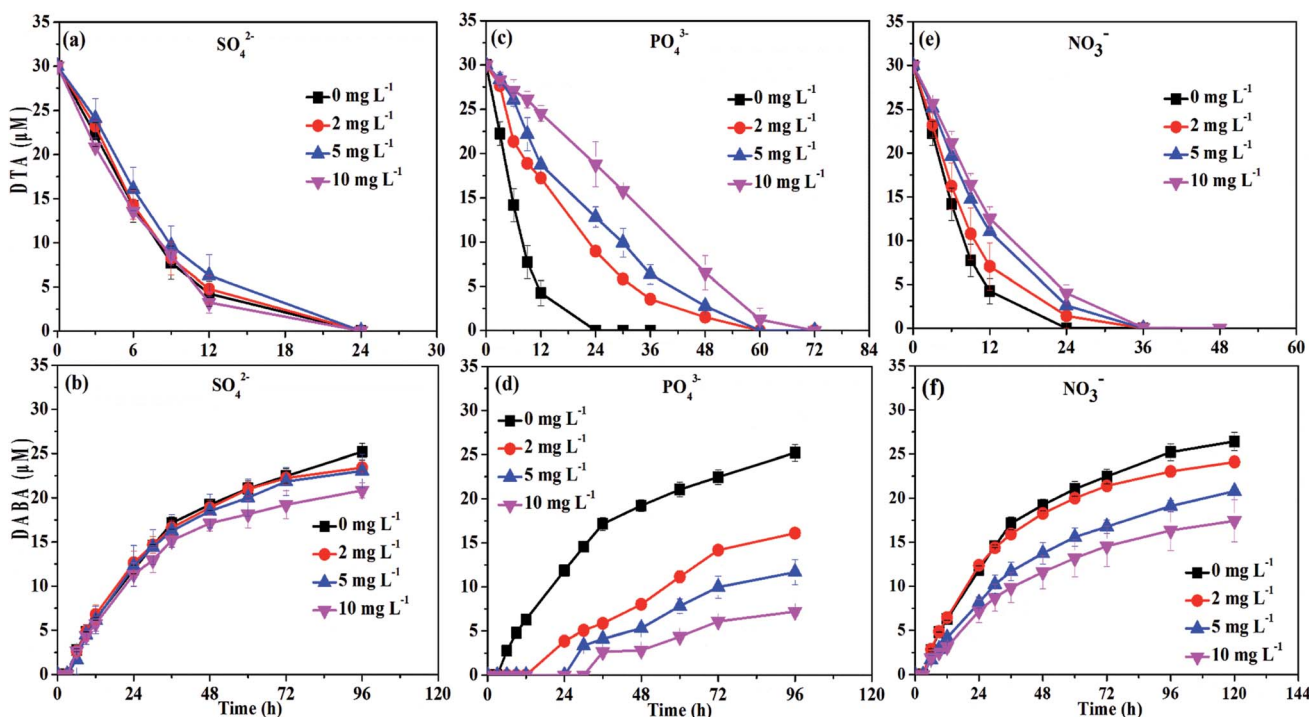 (a)
SO₄²⁻
0 mg L⁻¹
2 mg L⁻¹
5 mg L⁻¹
10 mg L⁻¹
DTA (µM)
35
30
25
20
15
10
5
0
0 6 12 18 24 30
(c)
PO₄³⁻
0 mg L⁻¹
2 mg L⁻¹
5 mg L⁻¹
10 mg L⁻¹
35
30
25
20
15
10
5
0
0 12 24 36 48 60 72 84
(e)
NO₃⁻
0 mg L⁻¹
2 mg L⁻¹
5 mg L⁻¹
10 mg L⁻¹
35
30
25
20
15
10
5
0
0 12 24 36 48 60
(b)
SO₄²⁻
0 mg L⁻¹
2 mg L⁻¹
5 mg L⁻¹
10 mg L⁻¹
DABA (µM)
35
30
25
20
15
10
5
0
0 24 48 72 96 120
Time (h)
(d)
PO₄³⁻
0 mg L⁻¹
2 mg L⁻¹
5 mg L⁻¹
10 mg L⁻¹
35
30
25
20
15
10
5
0
0 24 48 72 96 120
Time (h)
(f)
NO₃⁻
0 mg L⁻¹
2 mg L⁻¹
5 mg L⁻¹
10 mg L⁻¹
35
30
25
20
15
10
5
0
0 24 48 72 96 120 144
Time (h)